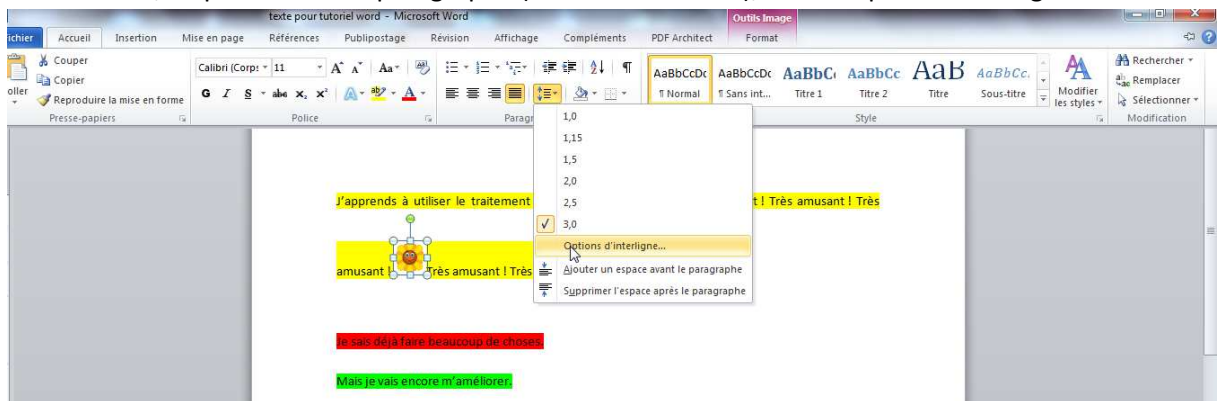 texte pour tutoriel word - Microsoft Word
Outils Image
Accueil Insertion Mise en page Références Publipostage Révision Affichage Compléments PDF Architect Format
Couper
Copier
Reproduire la mise en forme
Presse-papiers
Calibri (Corps 11
A A Aa
G I S abe x₂ x²
Police
AaBbCcDc AaBbCcDc AaBbC AaBbCc AaB AaBbCc.
¶ Normal ¶ Sans int... Titre 1 Titre 2 Titre Sous-titre
Style
Modifier
les styles
Rechercher
Remplacer
Sélectionner
Modification
1,0
1,15
1,5
2,0
2,5
3,0
Options d'interligne...
Ajouter un espace avant le paragraphe
Supprimer l'espace après le paragraphe
J'apprends à utiliser le traitement t ! Très amusant ! Très
amusant ! Très amusant ! Très
Je sais déjà faire beaucoup de choses.
Mais je vais encore m'améliorer.